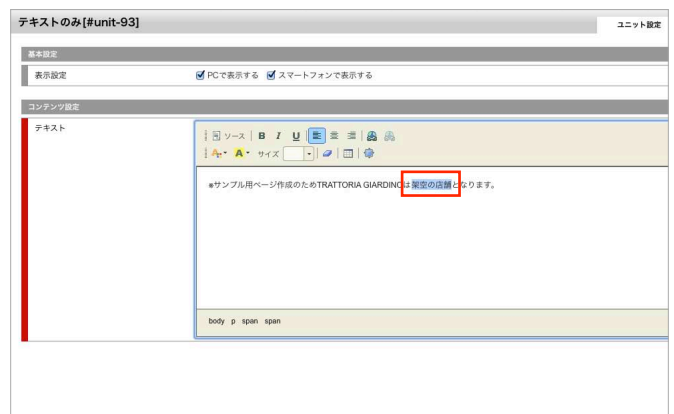 テキストのみ[#unit-93]
ユニット設定
基本設定
表示設定
PCで表示する スマートフォンで表示する
コンテンツ設定
テキスト
ソース B I U
A A サイズ
※サンプル用ページ作成のためTRATTORIA GIARDINOは架空の店舗となります。
body p span span